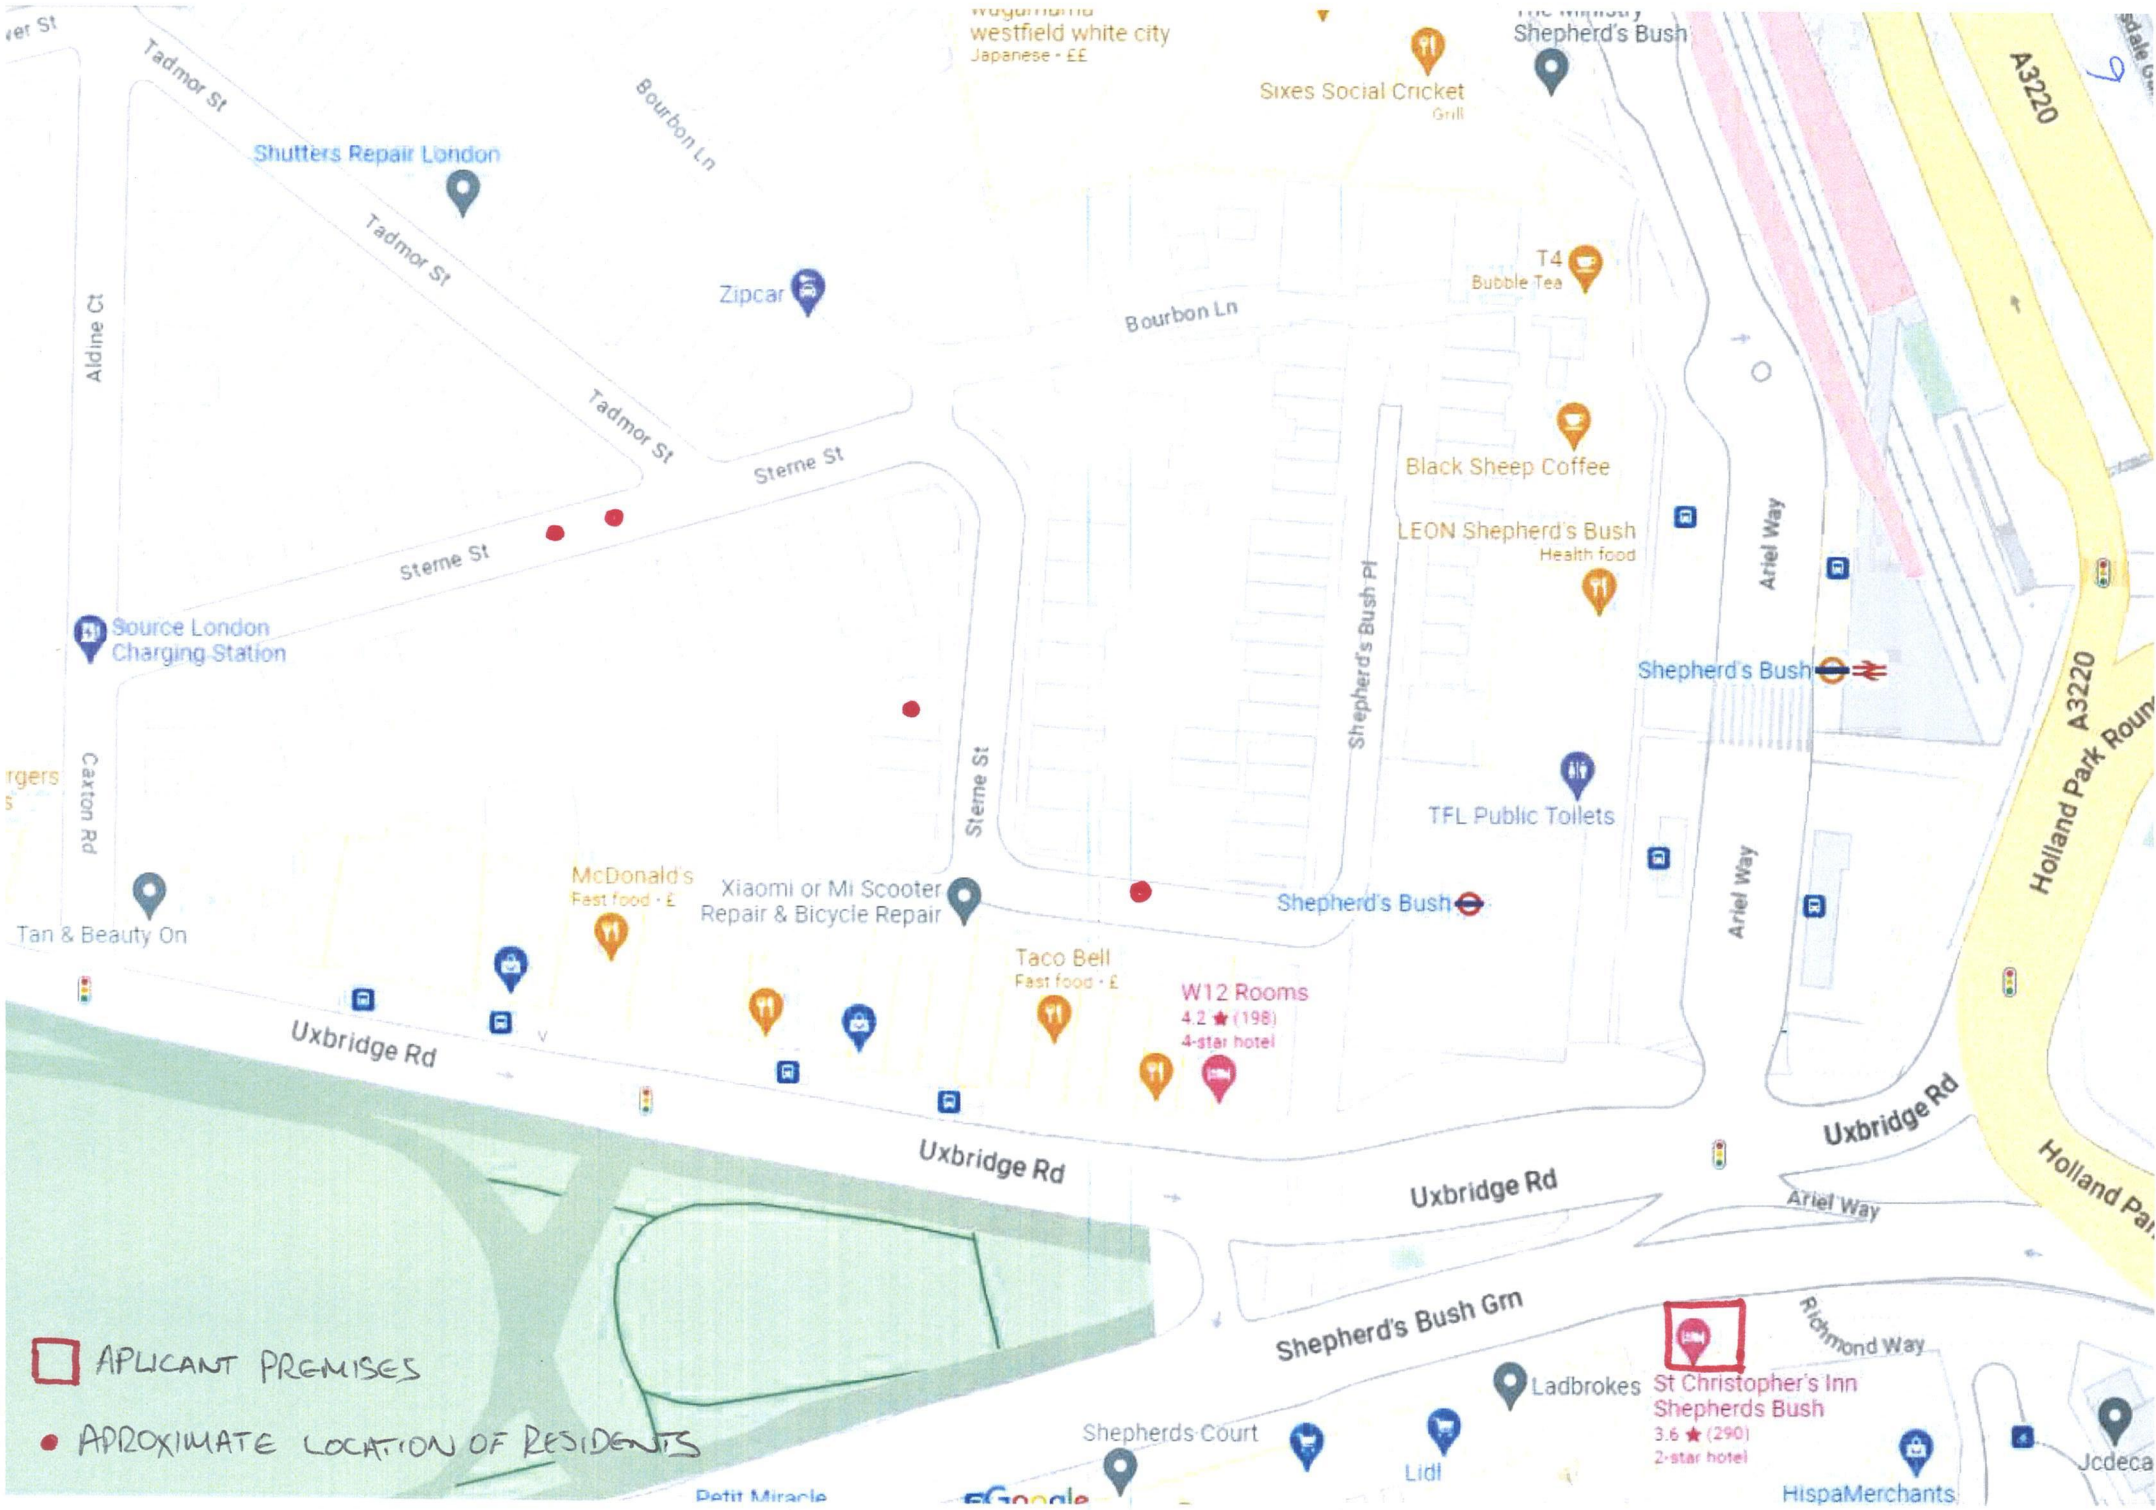 westfield white city
Japanese - ££
Shepherd's Bush
Sixes Social Cricket
Grill
A3220
6
Tadmor St
Bourbon Ln
Shutters Repair London
Tadmor St
Zipcar
T4
Bubble Tea
Bourbon Ln
Aldine Ct
Tadmor St
Sterne St
Black Sheep Coffee
Sterne St
LEON Shepherd's Bush
Health food
Ariel Way
Source London
Charging Station
Shepherd's Bush Pl
Shepherd's Bush
A3220
Holland Park Roun
Caxton Rd
Sterne St
rgers
s
TFL Public Toilets
Ariel Way
McDonald's
Fast food · £
Xiaomi or Mi Scooter
Repair & Bicycle Repair
Shepherd's Bush
Tan & Beauty On
Taco Bell
Fast food · £
W12 Rooms
4.2 ★ (198)
4-star hotel
Uxbridge Rd
Uxbridge Rd
Uxbridge Rd
Uxbridge Rd
Holland Par
Ariel Way
Shepherd's Bush Grn
Richmond Way
APLICANT PREMISES
Ladbrokes
St Christopher's Inn
Shepherds Bush
3.6 ★ (290)
2-star hotel
APROXIMATE LOCATION OF RESIDENTS
Shepherds Court
Lidl
Jcdeca
HispaMerchants
Petit Miracle
Google